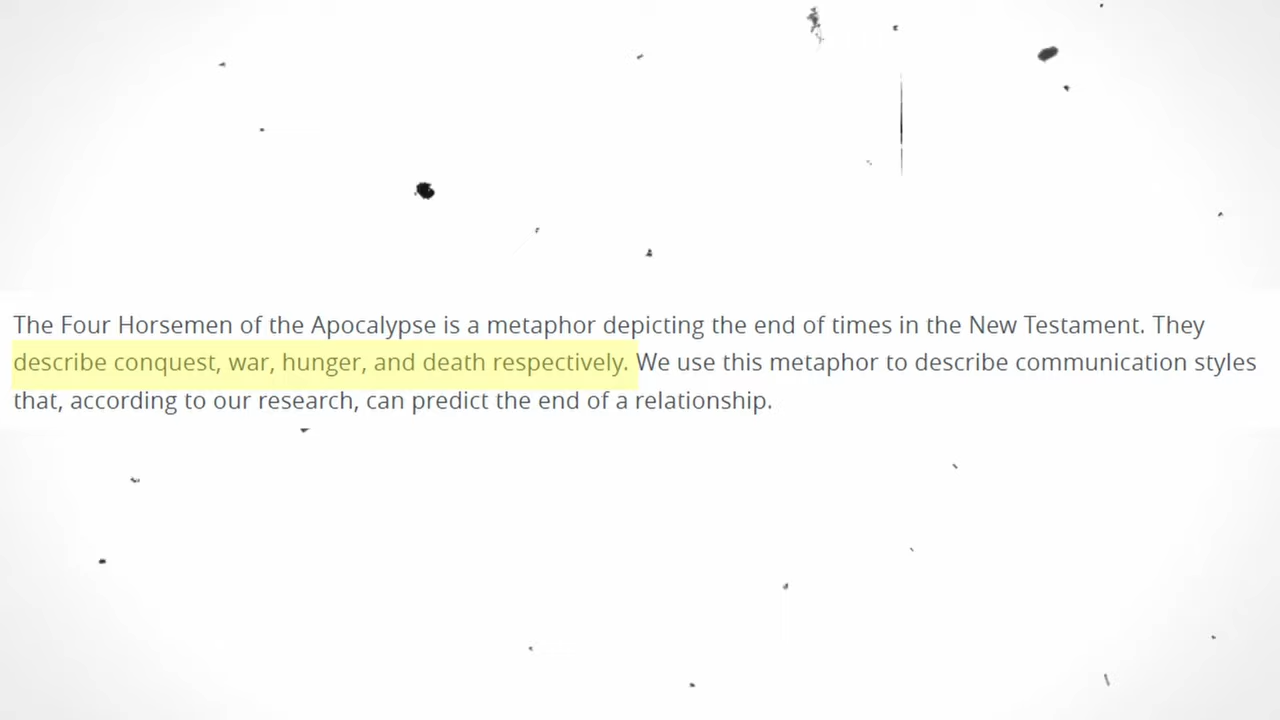 The Four Horsemen of the Apocalypse is a metaphor depicting the end of times in the New Testament. They
describe conquest, war, hunger, and death respectively. We use this metaphor to describe communication styles
that, according to our research, can predict the end of a relationship.